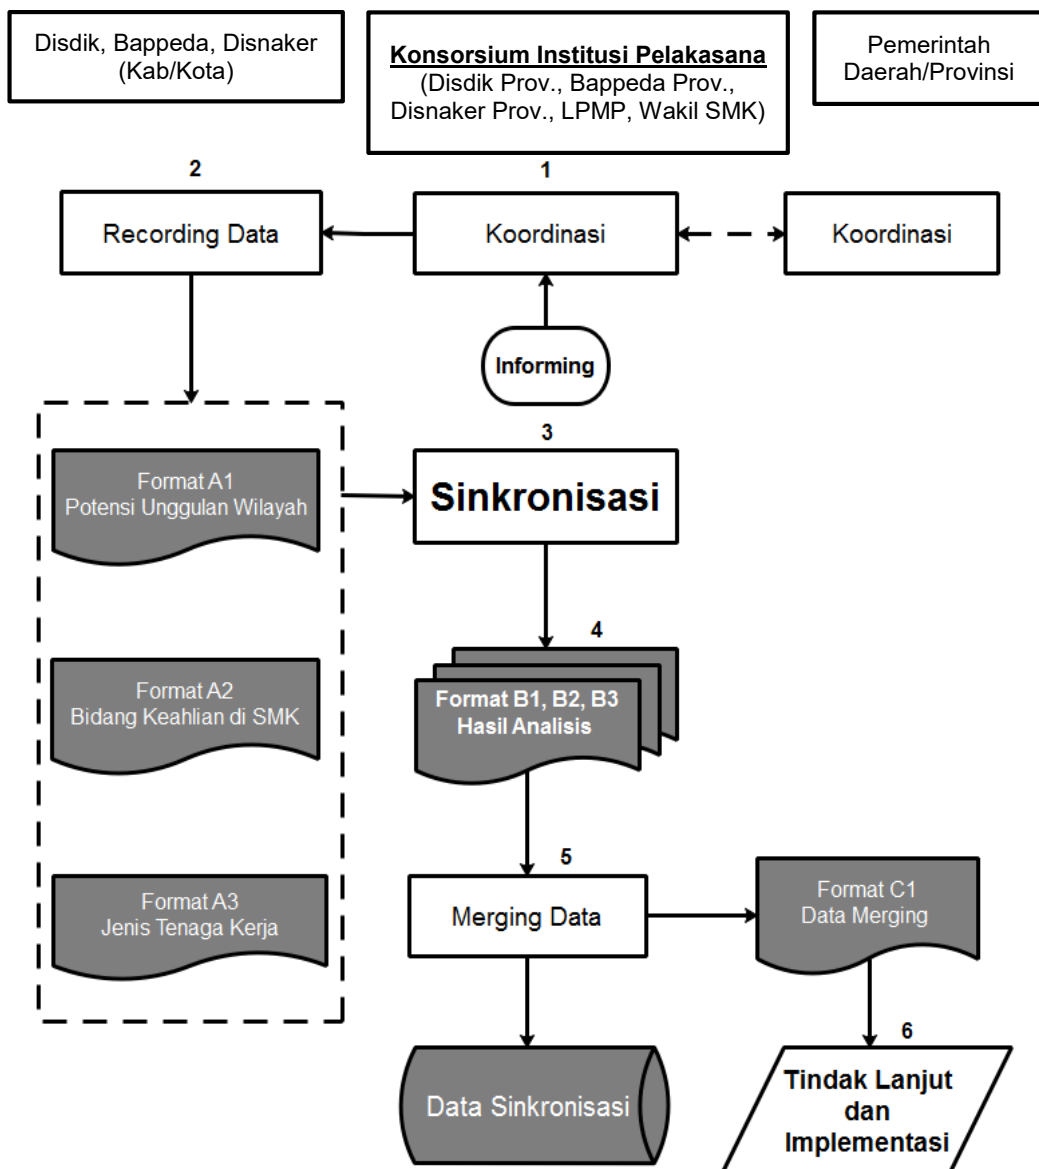 Disdik, Bappeda, Disnaker
(Kab/Kota)
Konsorsium Institusi Pelakasana
(Disdik Prov., Bappeda Prov.,
Disnaker Prov., LPMP, Wakil SMK)
Pemerintah
Daerah/Provinsi
2
1
Recording Data
Koordinasi
Koordinasi
Informing
3
Format A1
Potensi Unggulan Wilayah
Sinkronisasi
4
Format A2
Bidang Keahlian di SMK
Format B1, B2, B3
Hasil Analisis
5
Format A3
Jenis Tenaga Kerja
Merging Data
Format C1
Data Merging
6
Data Sinkronisasi
Tindak Lanjut
dan
Implementasi